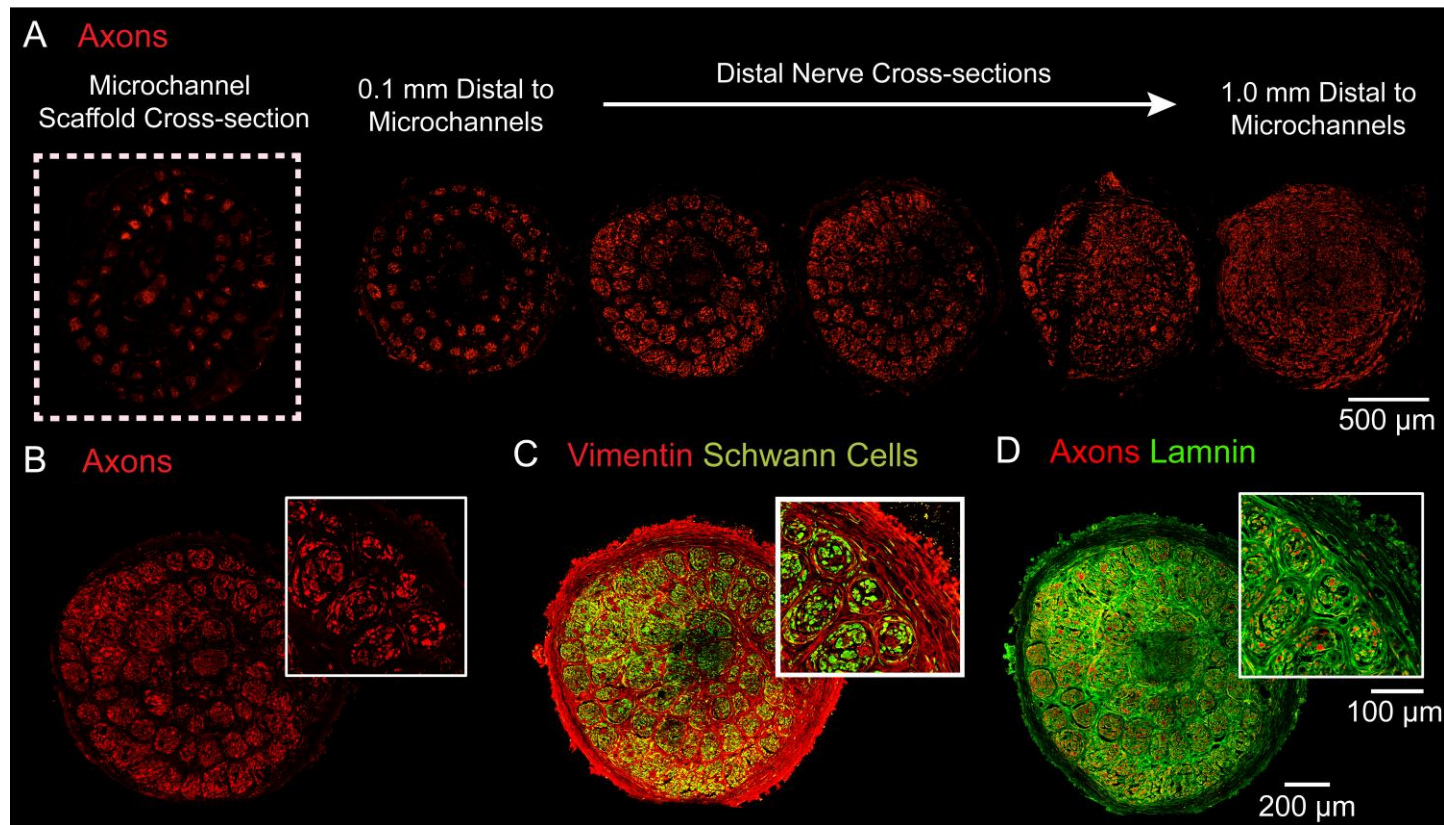 A Axons
Microchannel
Scaffold Cross-section
0.1 mm Distal to
Microchannels
Distal Nerve Cross-sections
1.0 mm Distal to
Microchannels
500 µm
B Axons
C Vimentin Schwann Cells
D Axons Lamnin
100 µm
200 µm